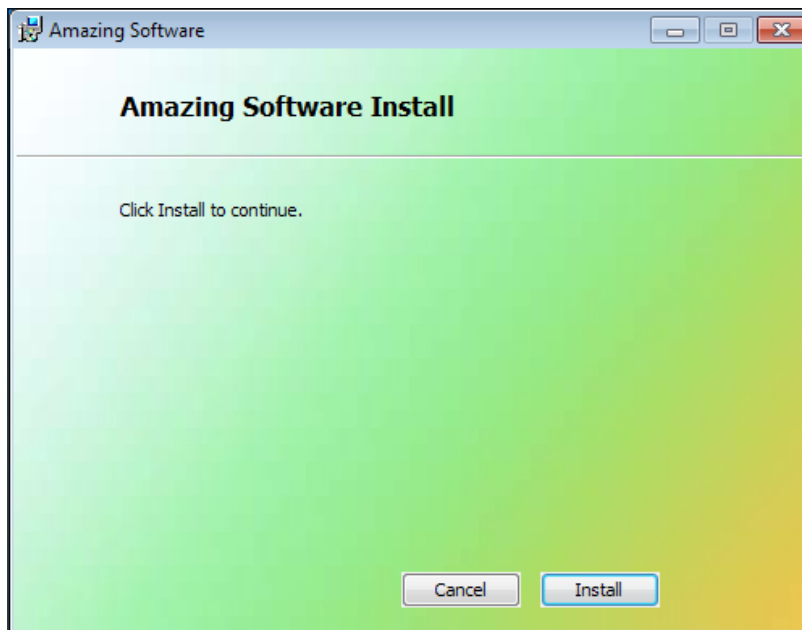 Amazing Software
Amazing Software Install
Click Install to continue.
Cancel
Install